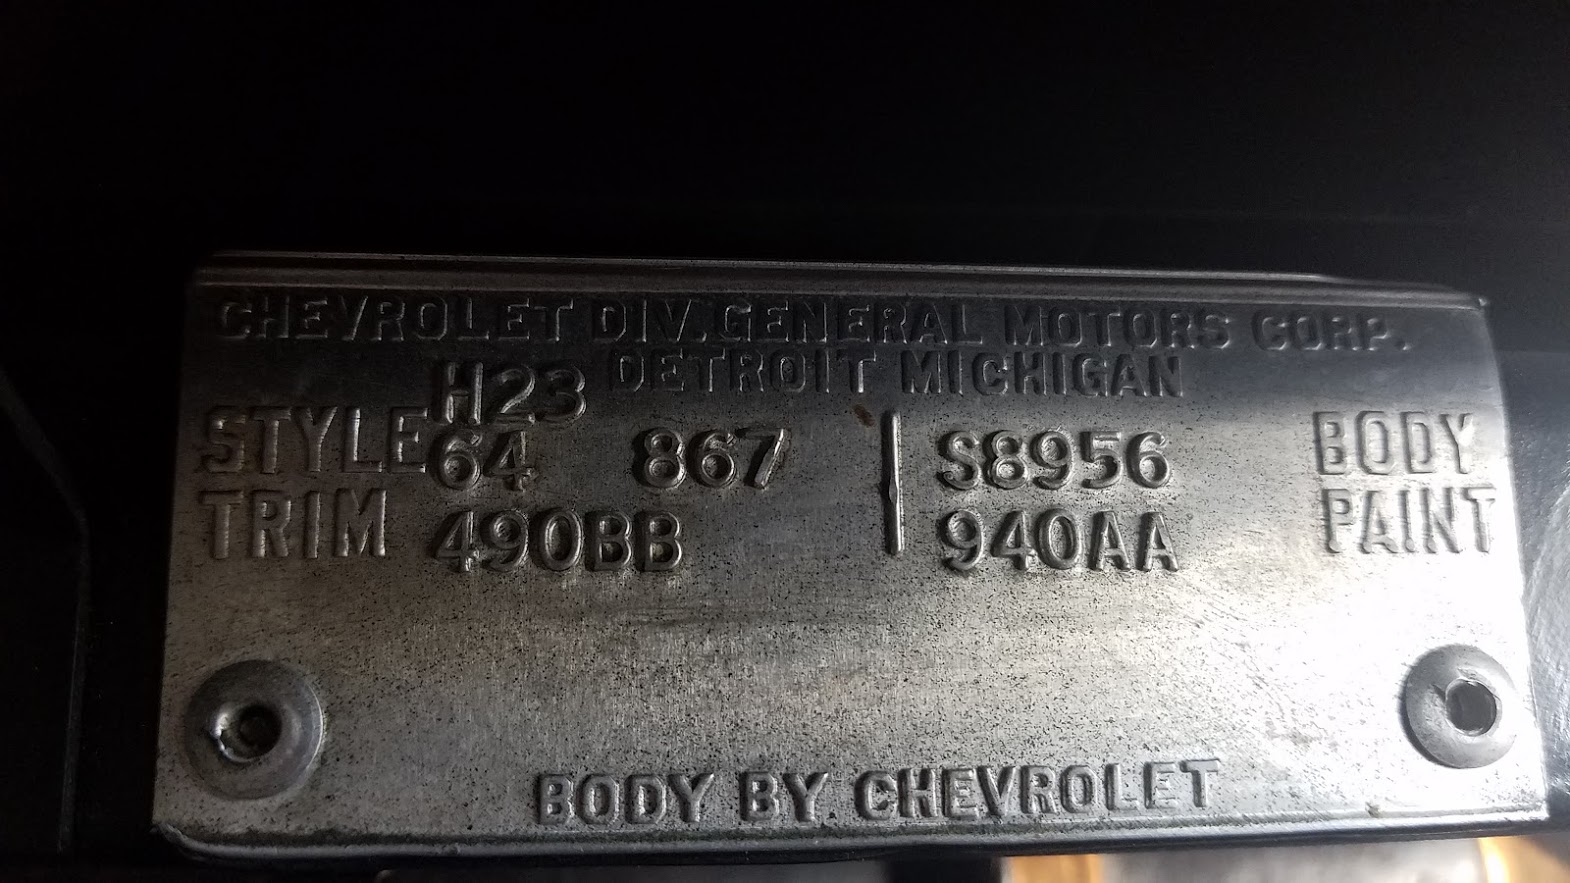 CHEVROLET DIV. GENERAL MOTORS CORP.
DETROIT MICHIGAN
H23
STYLE 64 867 S8956 BODY
TRIM 490BB 940AA PAINT
BODY BY CHEVROLET